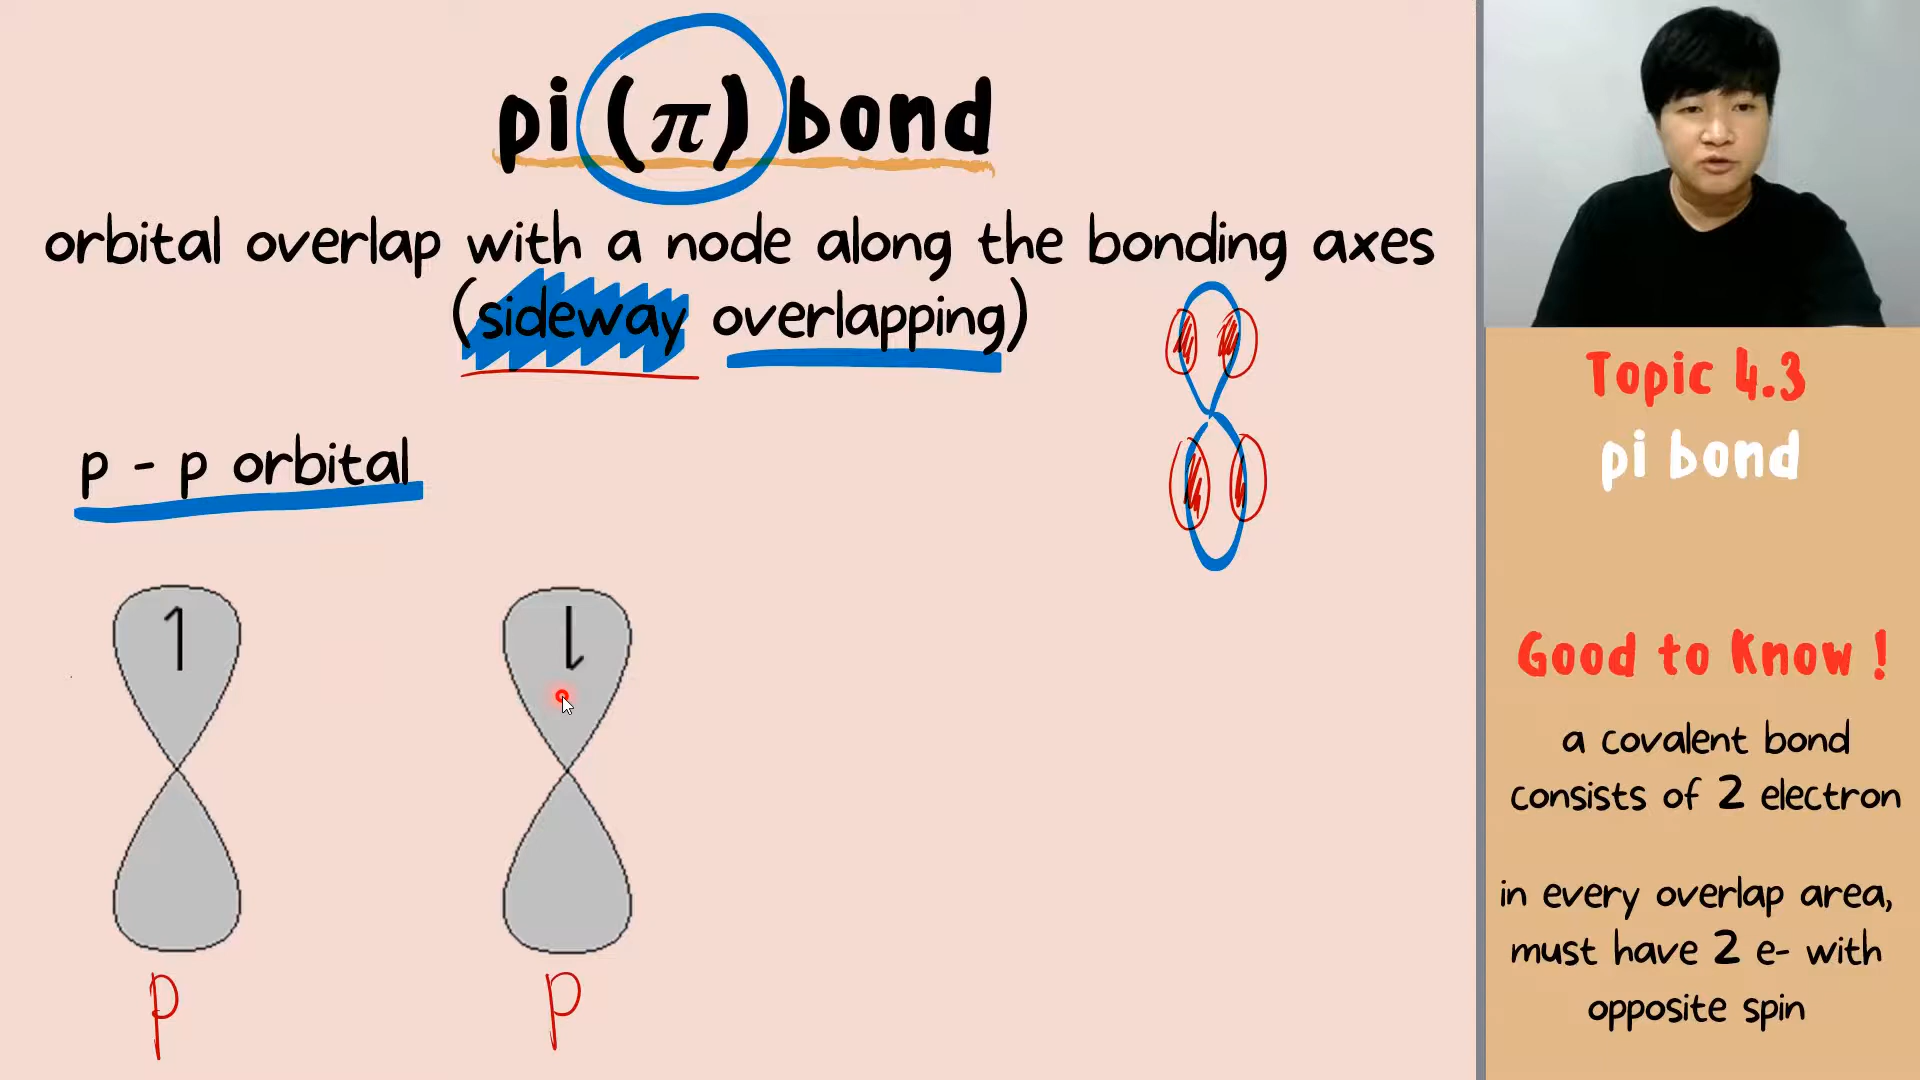 pi (π) bond
orbital overlap with a node along the bonding axes
(sideway overlapping)
p - p orbital
1 1
p p
Topic 4.3
pi bond
Good to Know !
a covalent bond
consists of 2 electron
in every overlap area,
must have 2 e- with
opposite spin